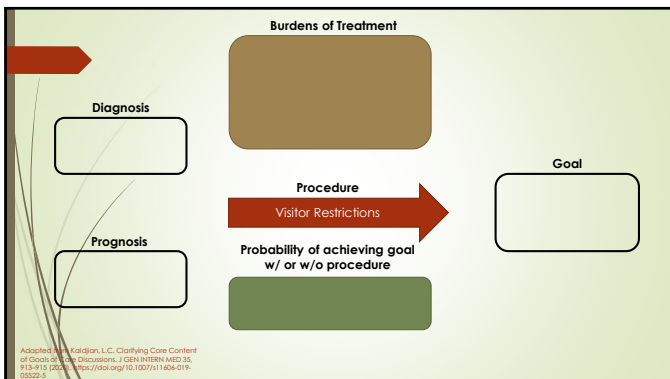 Burdens of Treatment
Diagnosis
Goal
Procedure
Visitor Restrictions
Prognosis
Probability of achieving goal
w/ or w/o procedure
Adapted from Kaldjian, L.C. Clarifying Core Content
of Goals of Care Discussions. J GEN INTERN MED 35,
913–915 (2020). https://doi.org/10.1007/s11606-019-
05522-5